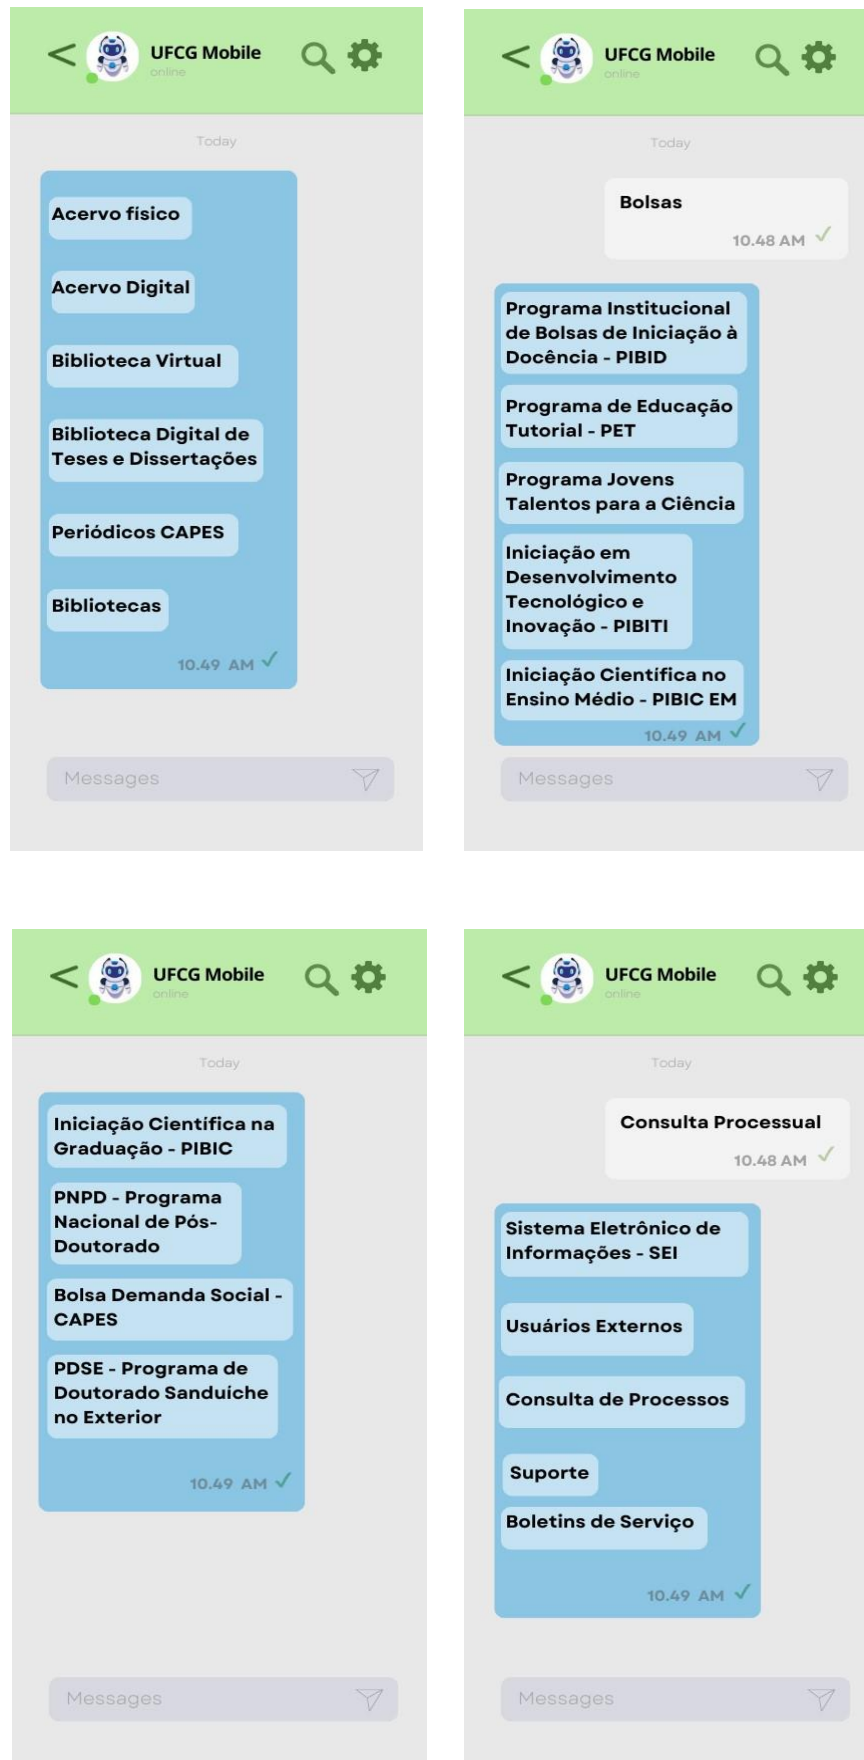 UFCG Mobile
online
Today
Acervo físico
Acervo Digital
Biblioteca Virtual
Biblioteca Digital de
Teses e Dissertações
Periódicos CAPES
Bibliotecas
10.49 AM
Messages
UFCG Mobile
online
Today
Bolsas
10.48 AM
Programa Institucional
de Bolsas de Iniciação à
Docência - PIBID
Programa de Educação
Tutorial - PET
Programa Jovens
Talentos para a Ciência
Iniciação em
Desenvolvimento
Tecnológico e
Inovação - PIBITI
Iniciação Científica no
Ensino Médio - PIBIC EM
10.49 AM
Messages
UFCG Mobile
online
Today
Iniciação Científica na
Graduação - PIBIC
PNPD - Programa
Nacional de Pós-
Doutorado
Bolsa Demanda Social -
CAPES
PDSE - Programa de
Doutorado Sanduíche
no Exterior
10.49 AM
Messages
UFCG Mobile
online
Today
Consulta Processual
10.48 AM
Sistema Eletrônico de
Informações - SEI
Usuários Externos
Consulta de Processos
Suporte
Boletins de Serviço
10.49 AM
Messages